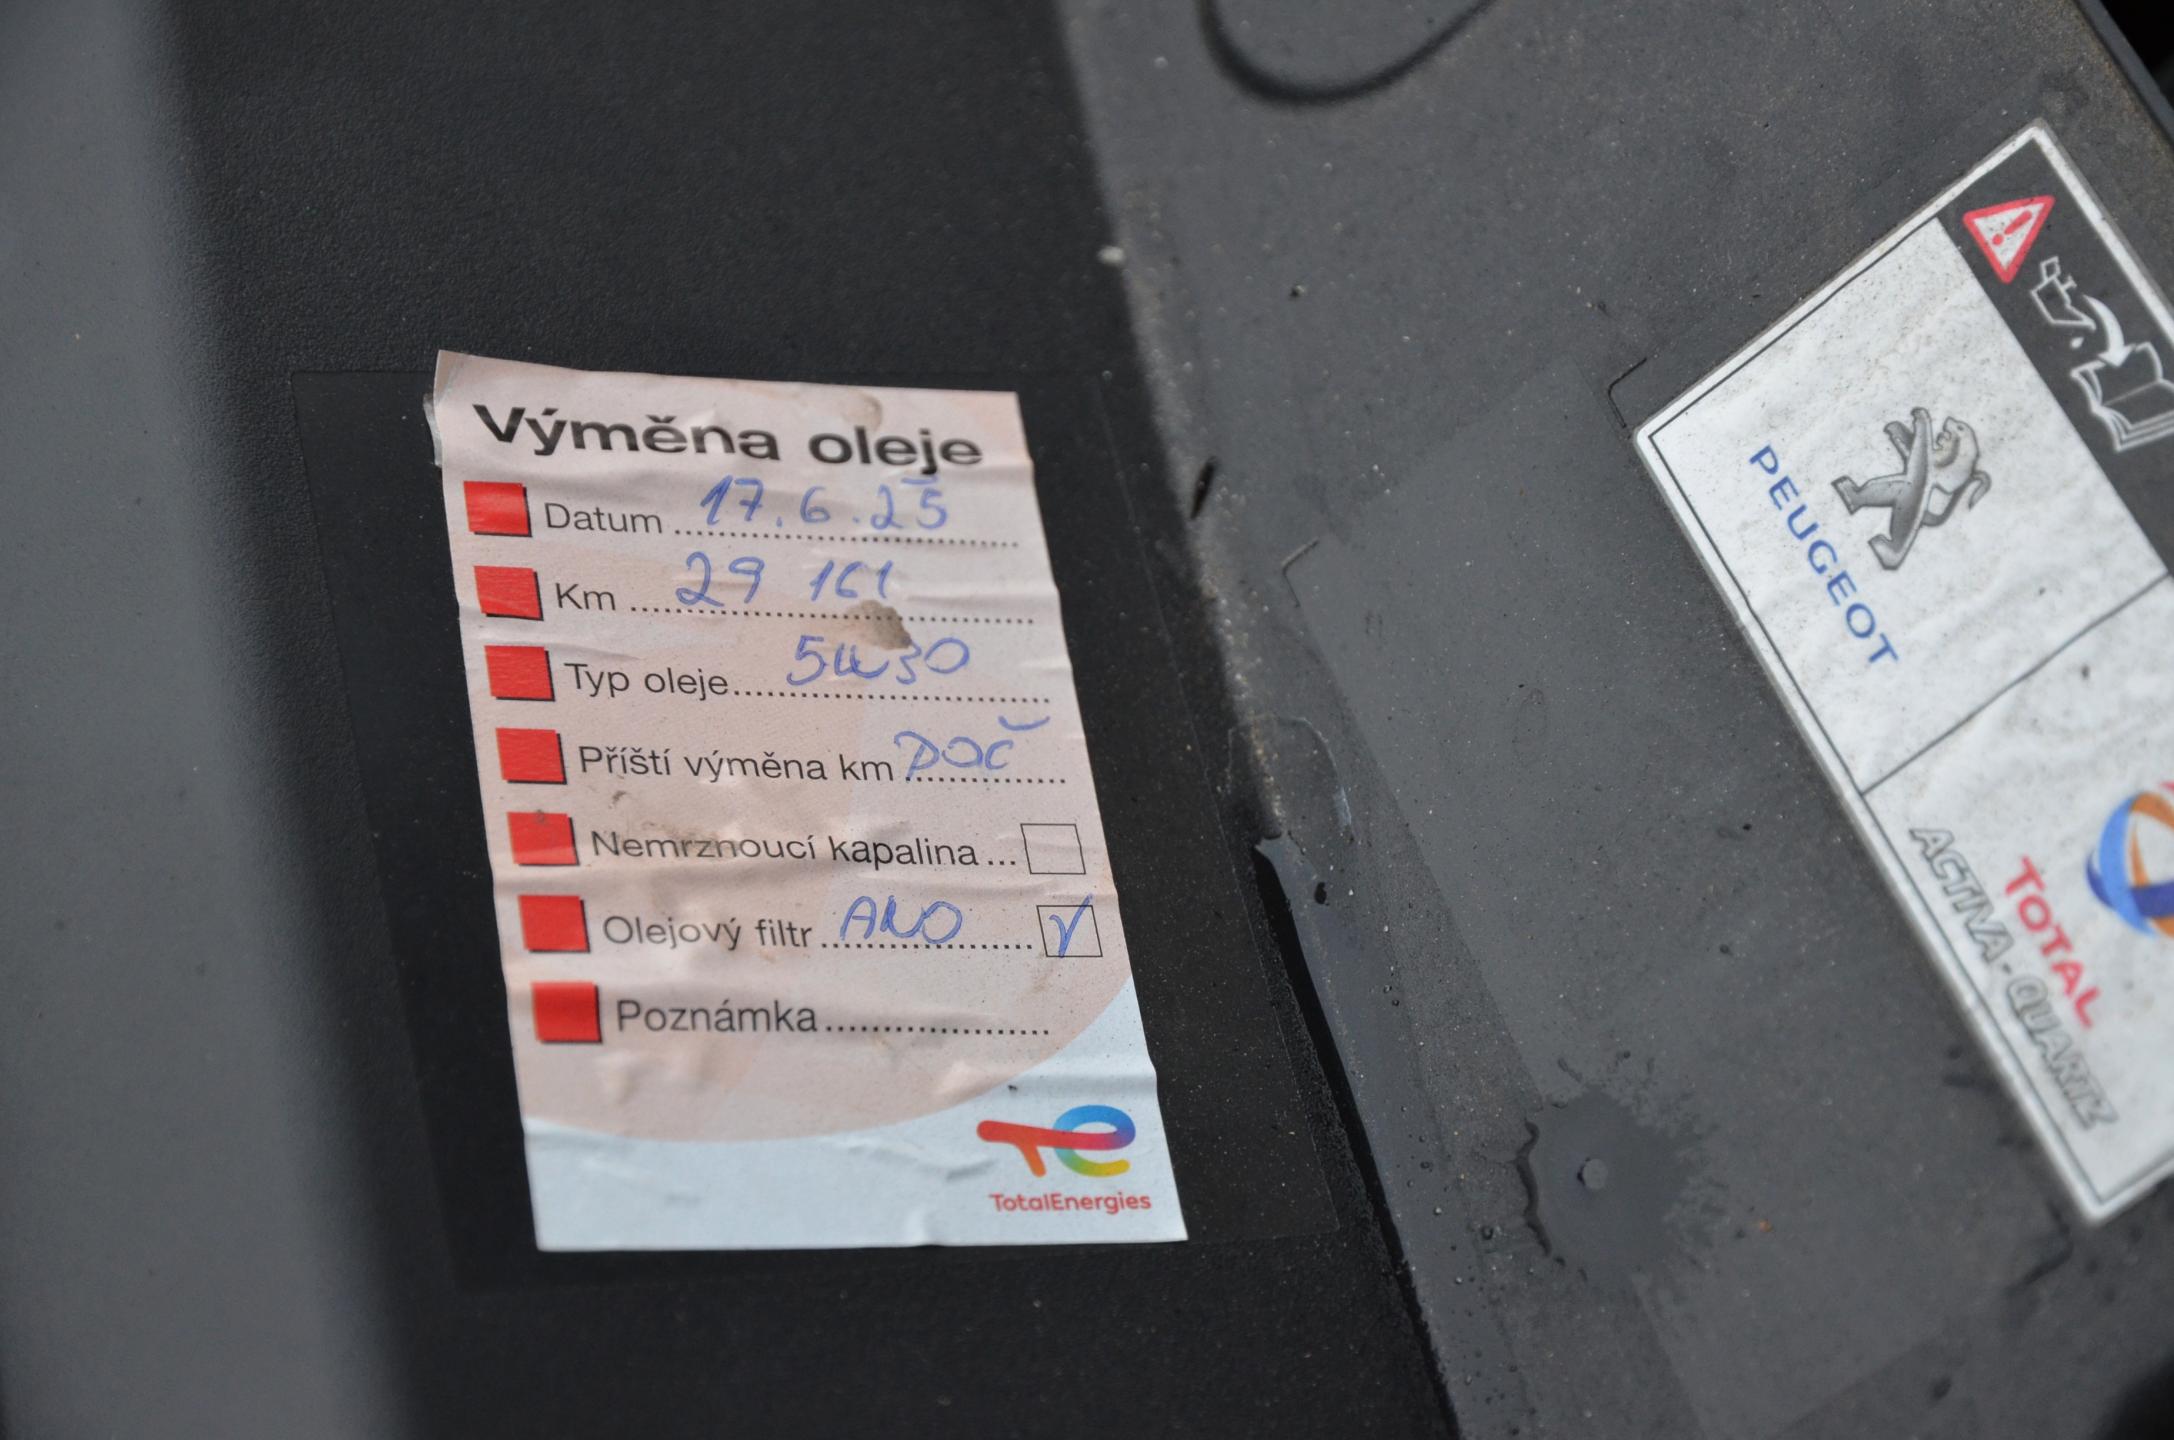 Výměna oleje
Datum 17.6.25
Km 29 161
Typ oleje 5W30
Příští výměna km DOČ
Nemrznoucí kapalina ...
Olejový filtr ANO V
Poznámka
TotalEnergies
PEUGEOT
TOTAL
ACTIVA - QUARTZ